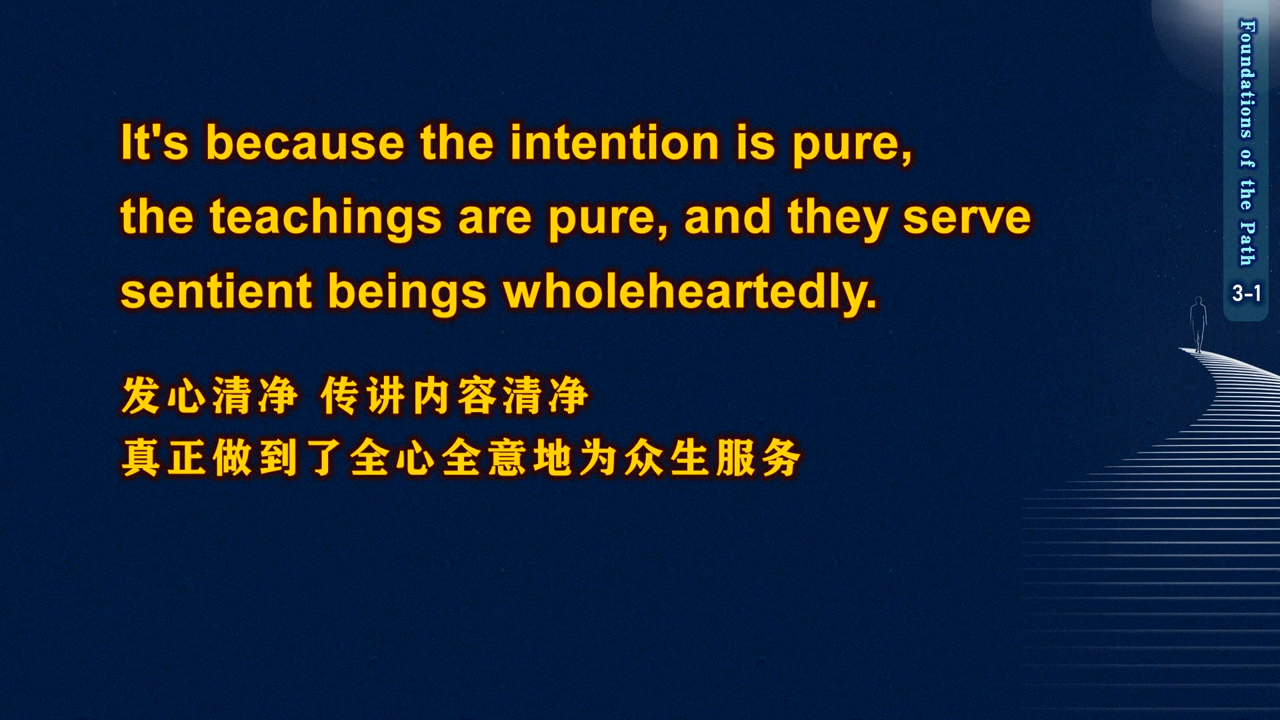 It's because the intention is pure,
the teachings are pure, and they serve
sentient beings wholeheartedly.
发心清净 传讲内容清净
真正做到了全心全意地为众生服务
Foundations of the Path
3-1